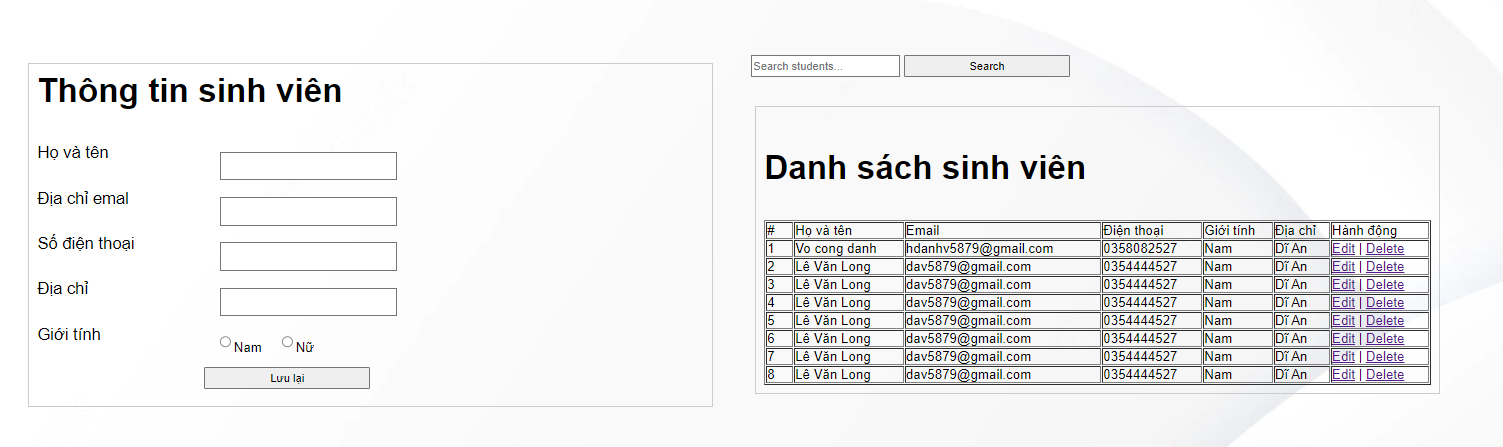 Thông tin sinh viên
Họ và tên
Địa chỉ emal
Số điện thoại
Địa chỉ
Giới tính
Nam Nữ
Lưu lại
Search students... Search
Danh sách sinh viên
# Họ và tên Email Điện thoại Giới tính Địa chỉ Hành động
1 Vo cong danh hdanhv5879@gmail.com 0358082527 Nam Dĩ An Edit | Delete
2 Lê Văn Long dav5879@gmail.com 0354444527 Nam Dĩ An Edit | Delete
3 Lê Văn Long dav5879@gmail.com 0354444527 Nam Dĩ An Edit | Delete
4 Lê Văn Long dav5879@gmail.com 0354444527 Nam Dĩ An Edit | Delete
5 Lê Văn Long dav5879@gmail.com 0354444527 Nam Dĩ An Edit | Delete
6 Lê Văn Long dav5879@gmail.com 0354444527 Nam Dĩ An Edit | Delete
7 Lê Văn Long dav5879@gmail.com 0354444527 Nam Dĩ An Edit | Delete
8 Lê Văn Long dav5879@gmail.com 0354444527 Nam Dĩ An Edit | Delete